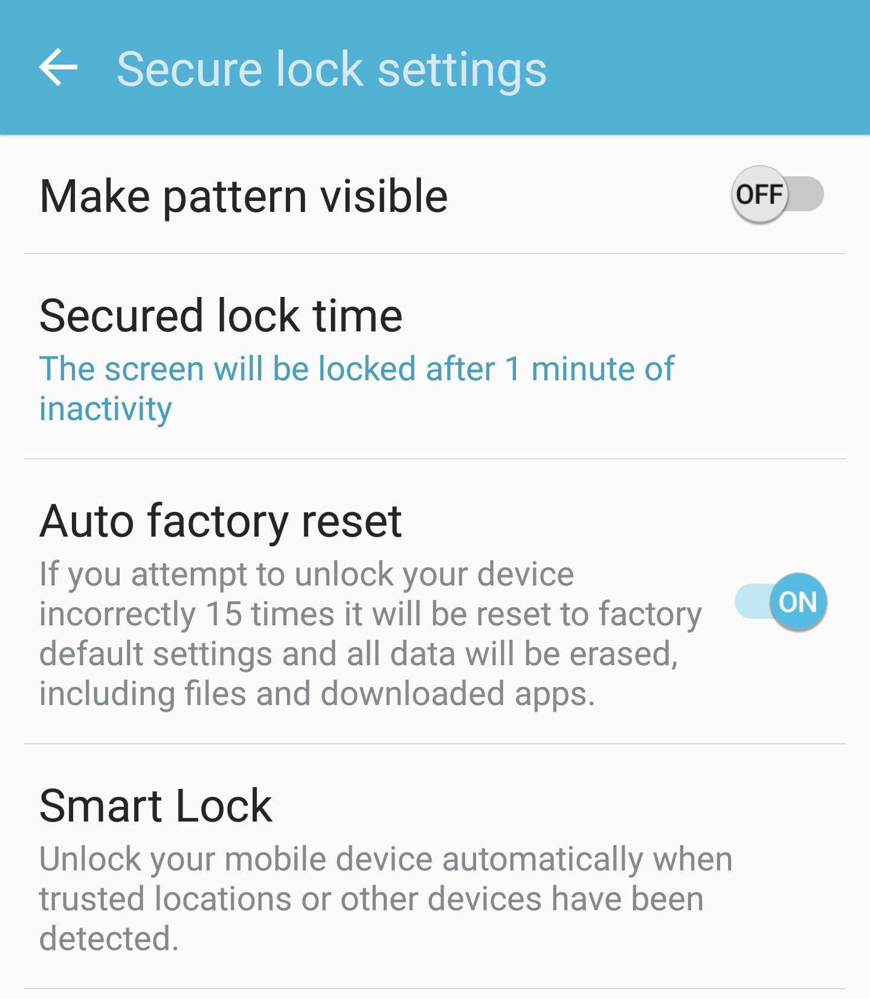 Secure lock settings
Make pattern visible
OFF
Secured lock time
The screen will be locked after 1 minute of
inactivity
Auto factory reset
If you attempt to unlock your device
incorrectly 15 times it will be reset to factory
default settings and all data will be erased,
including files and downloaded apps.
ON
Smart Lock
Unlock your mobile device automatically when
trusted locations or other devices have been
detected.